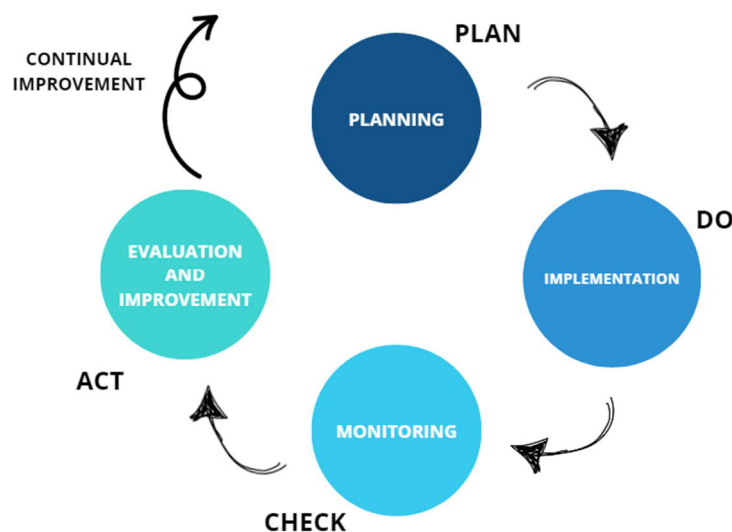 PLAN
PLANNING
DO
IMPLEMENTATION
MONITORING
CHECK
EVALUATION
AND
IMPROVEMENT
ACT
CONTINUAL
IMPROVEMENT